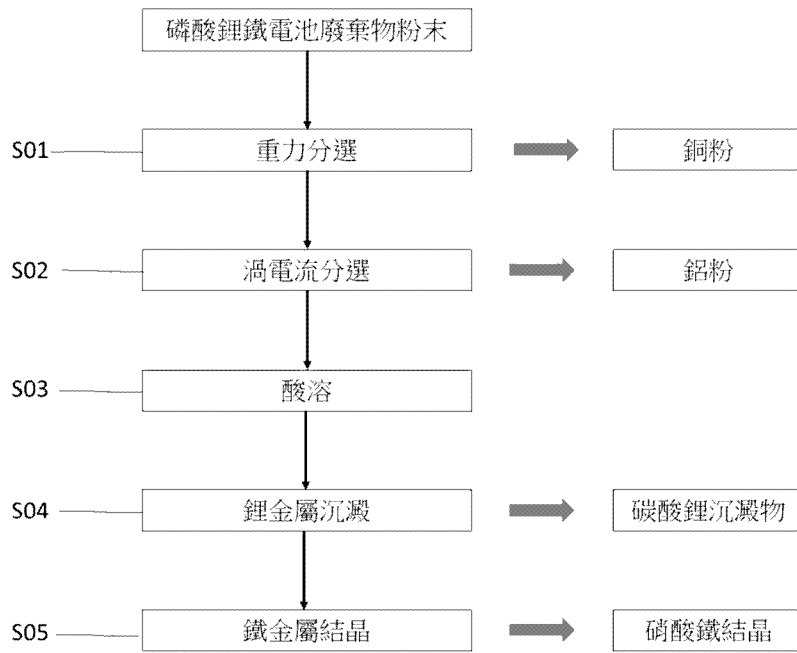 磷酸鋰鐵電池廢棄物粉末
S01 重力分選 銅粉
S02 渦電流分選 鋁粉
S03 酸溶
S04 鋰金屬沉澱 碳酸鋰沉澱物
S05 鐵金屬結晶 硝酸鐵結晶